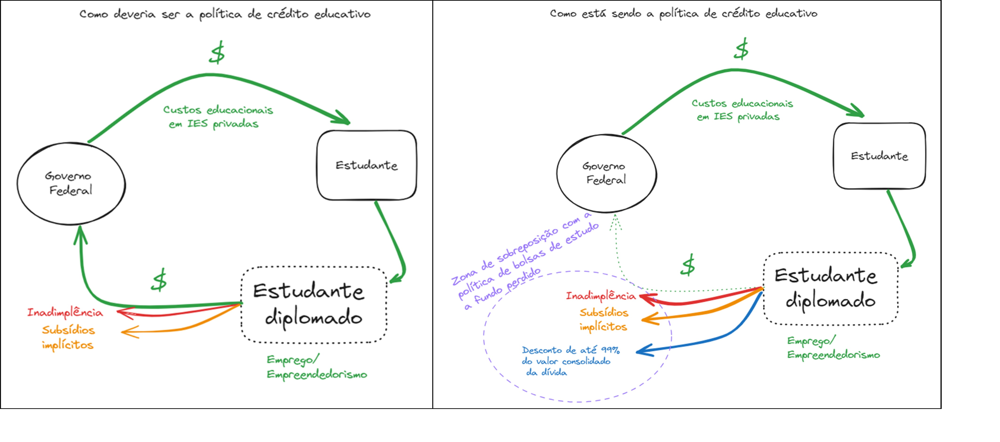 Como deveria ser a política de crédito educativo
$
Custos educacionais
em IES privadas
Estudante
Governo
Federal
$
Estudante
diplomado
Inadimplência
Subsídios
implícitos
Emprego/
Empreendedorismo
Como está sendo a política de crédito educativo
$
Custos educacionais
em IES privadas
Estudante
Governo
Federal
Zona de sobreposição com a
política de bolsas de estudo
a fundo perdido
$
Estudante
diplomado
Inadimplência
Subsídios
implícitos
Desconto de até 99%
do valor consolidado
da dívida
Emprego/
Empreendedorismo